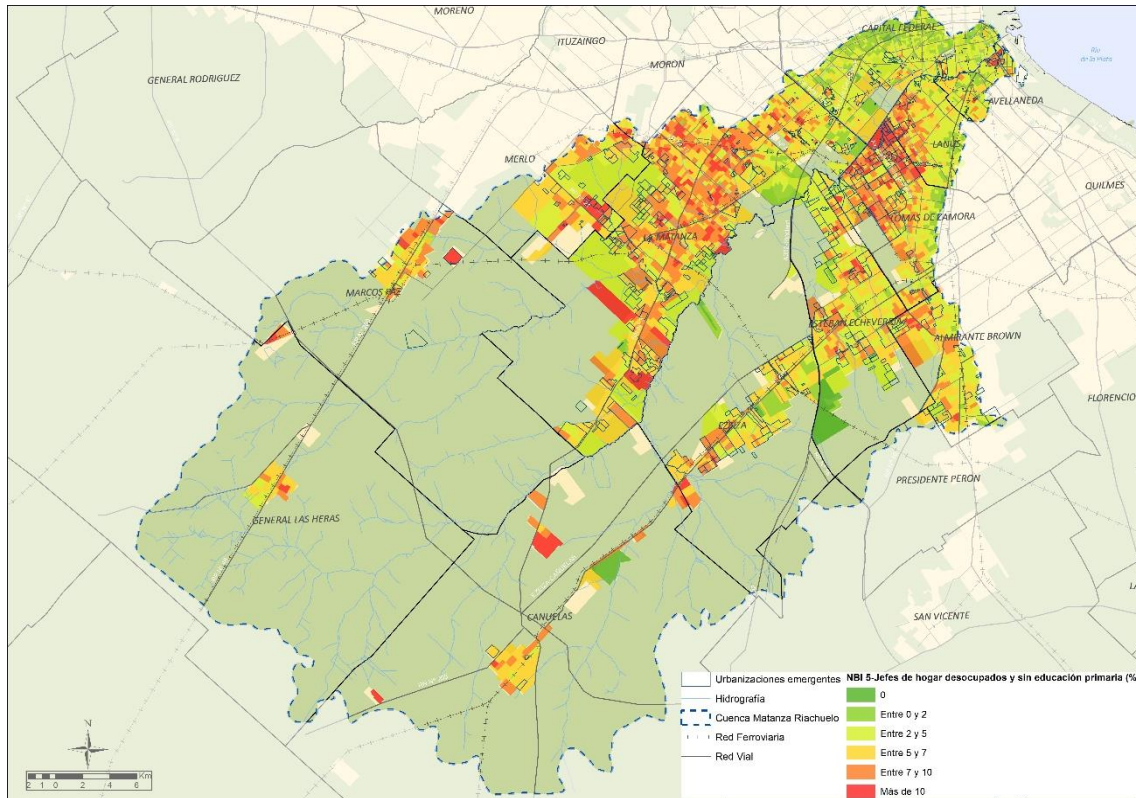 MORENO
CAPITAL FEDERAL
ITUZAINGO
Río
de la Plata
MORON
GENERAL RODRIGUEZ
AVELLANEDA
LANUS
MERLO
QUILMES
LOMAS DE ZAMORA
LA MATANZA
MARCOS PAZ
ESTEBAN ECHEVERRIA
ALMIRANTE BROWN
FLORENCIO
EZEIZA
PRESIDENTE PERON
GENERAL LAS HERAS
SAN VICENTE
CAÑUELAS
Urbanizaciones emergentes
Hidrografía
Cuenca Matanza Riachuelo
Red Ferroviaria
Red Vial
NBI 5-Jefes de hogar desocupados y sin educación primaria (%
0
Entre 0 y 2
Entre 2 y 5
Entre 5 y 7
Entre 7 y 10
Más de 10
N
2 1 0 2 4 6
Km